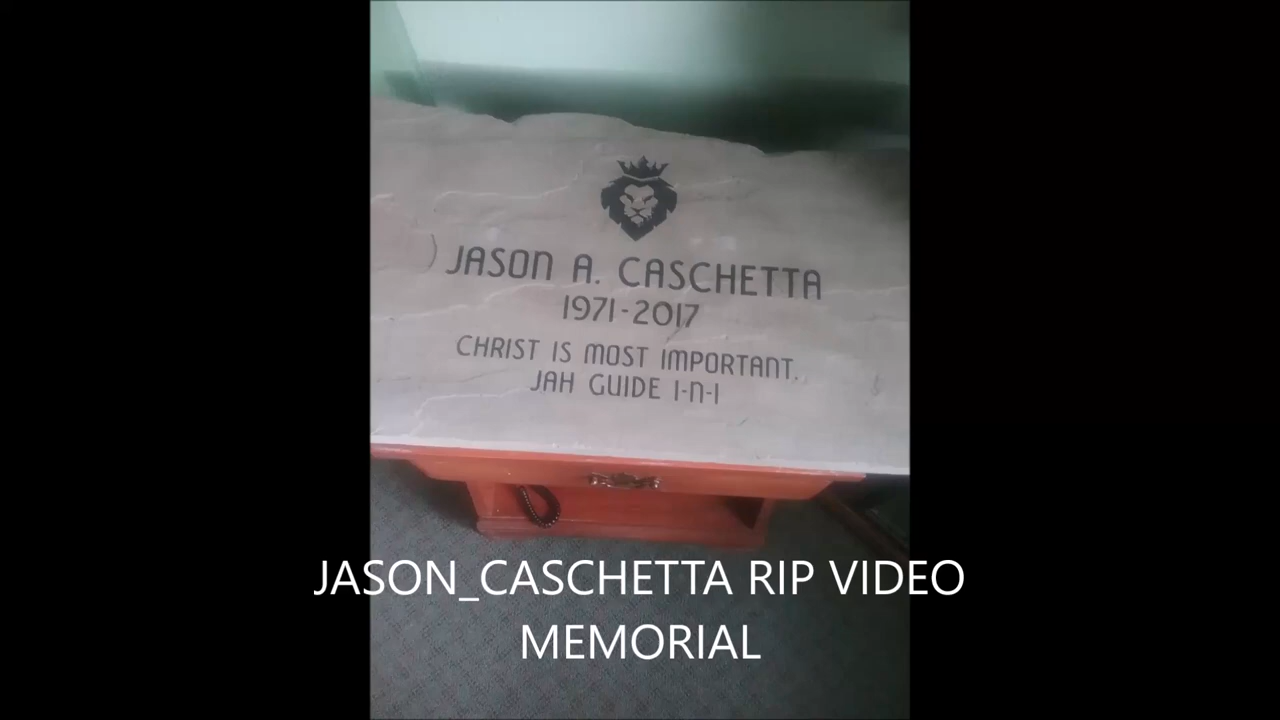 JASON A. CASCHETTA
1971-2017
CHRIST IS MOST IMPORTANT.
JAH GUIDE I-N-I
JASON_CASCHETTA RIP VIDEO
MEMORIAL